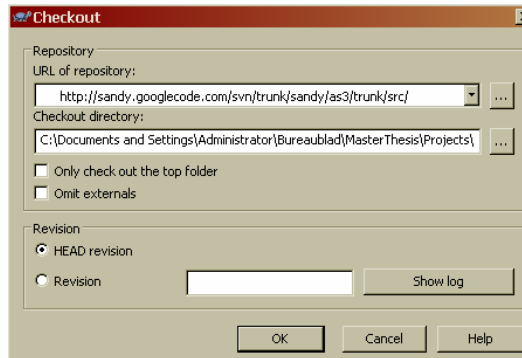 Checkout
Repository
URL of repository:
http://sandy.googlecode.com/svn/trunk/sandy/as3/trunk/src/
...
Checkout directory:
C:\Documents and Settings\Administrator\Bureaublad\MasterThesis\Projects\
...
Only check out the top folder
Omit externals
Revision
HEAD revision
Revision
Show log
OK Cancel Help